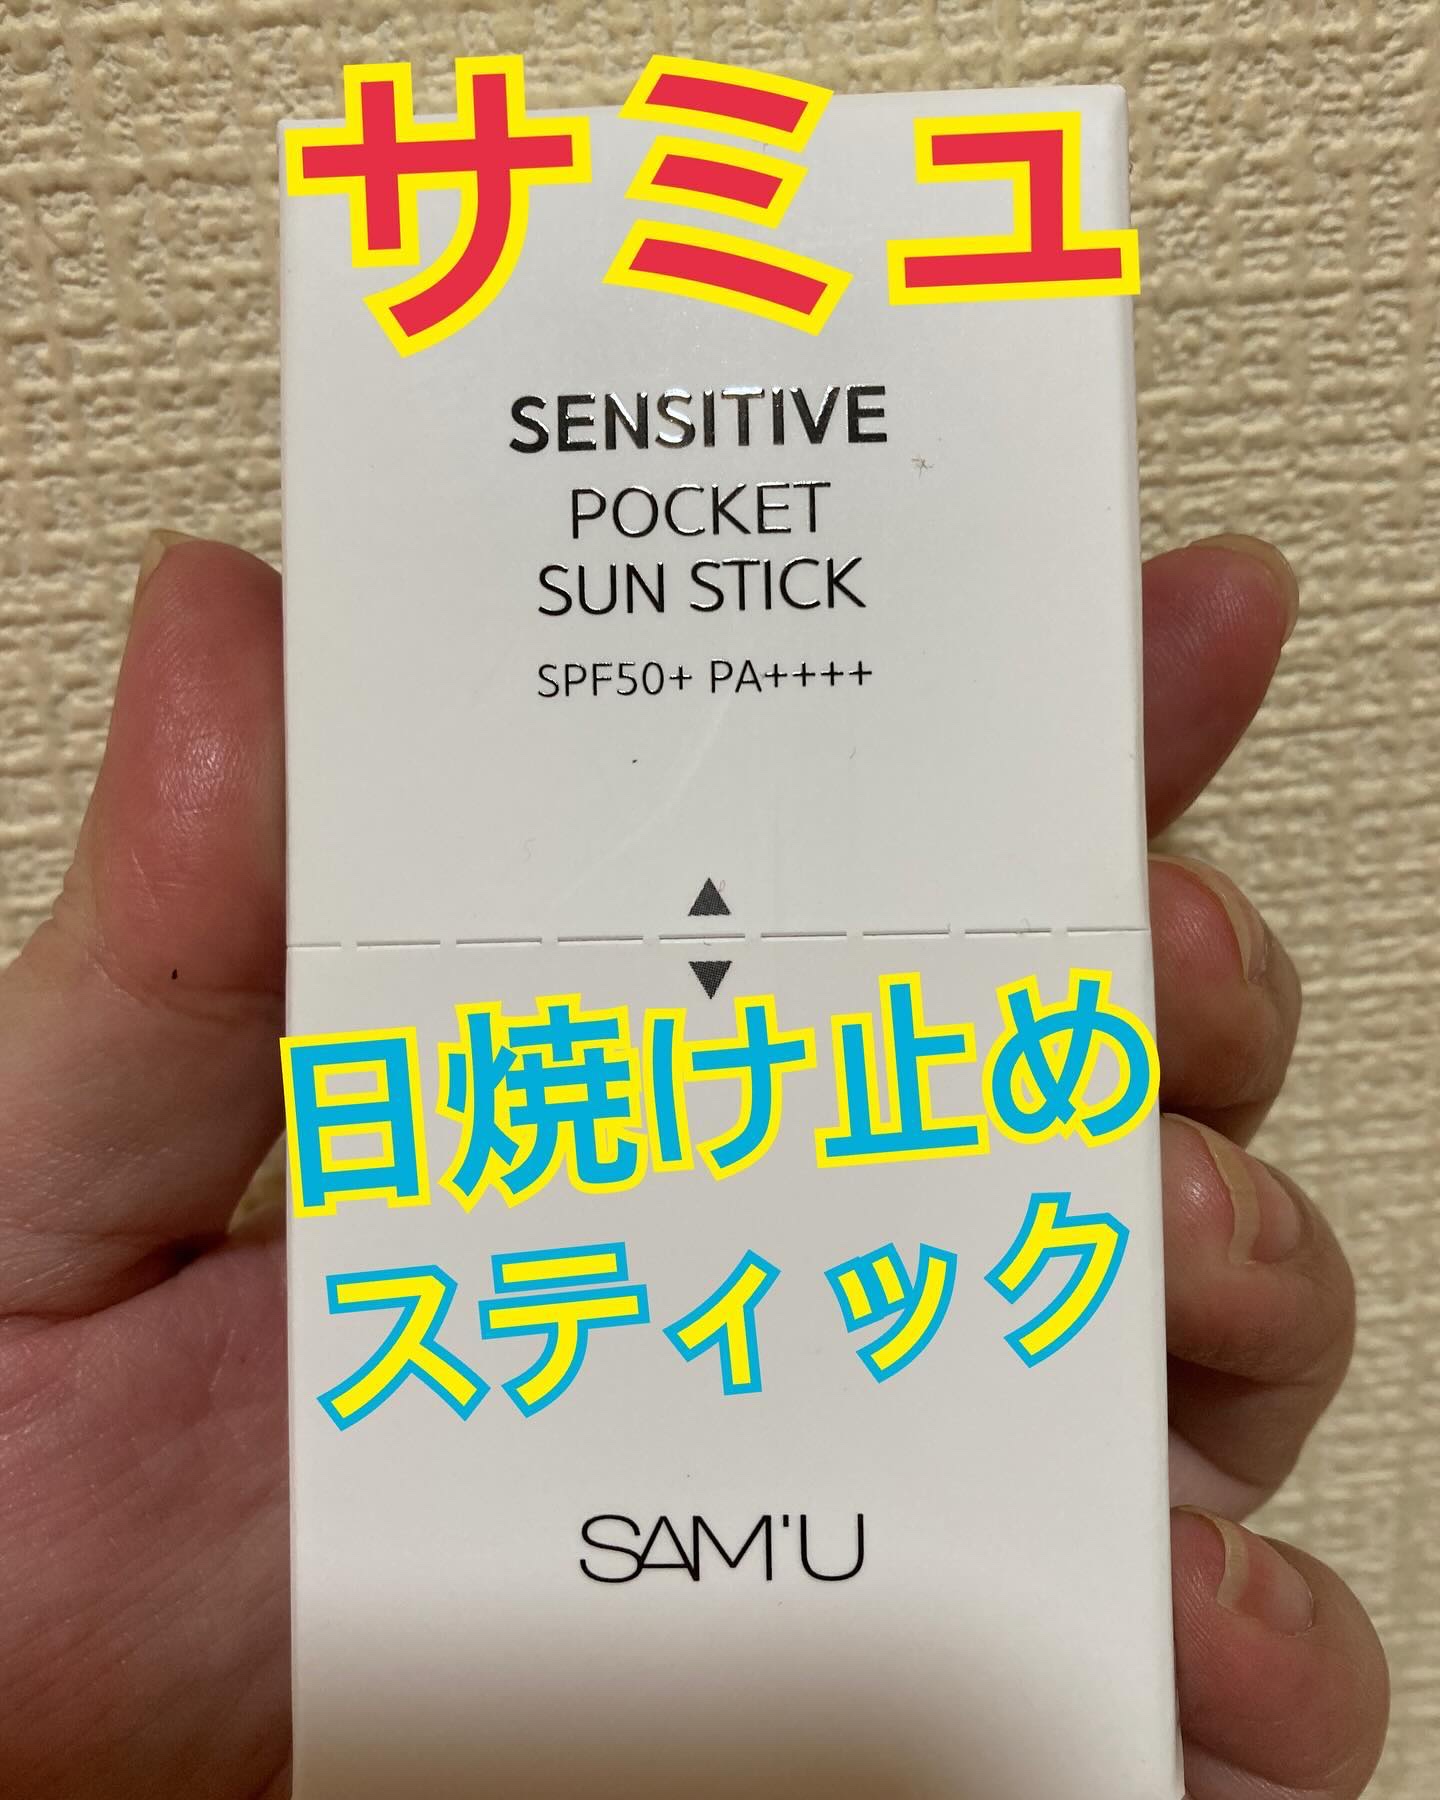 サミュ
SENSITIVE
POCKET
SUN STICK
SPF50+ PA++++
日焼け止め
スティック
SAM'U